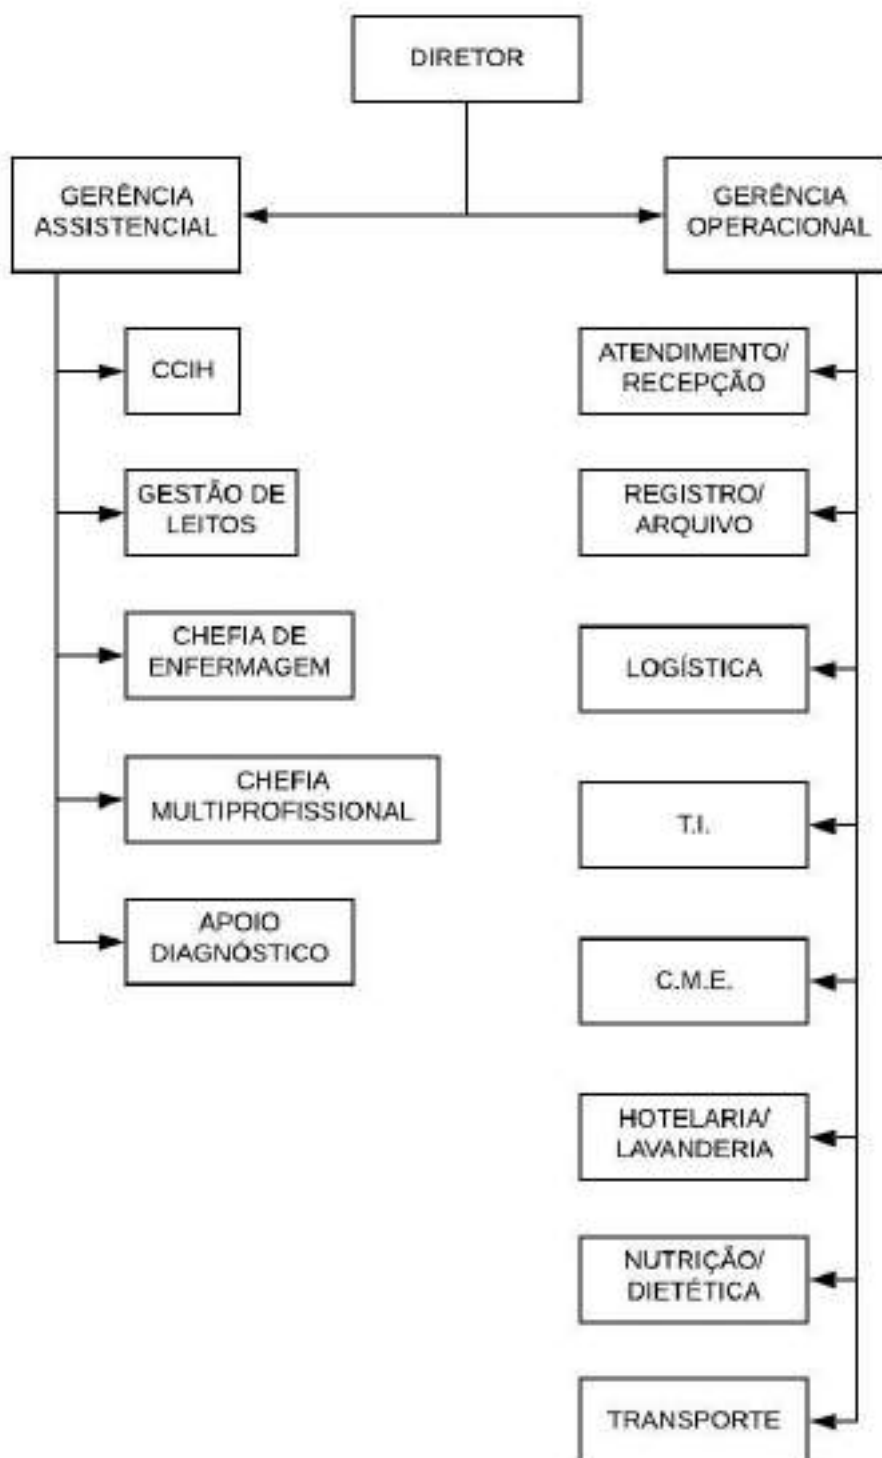 DIRETOR
GERÊNCIA
ASSISTENCIAL
GERÊNCIA
OPERACIONAL
CCIH
GESTÃO DE
LEITOS
CHEFIA DE
ENFERMAGEM
CHEFIA
MULTIPROFISSIONAL
APOIO
DIAGNÓSTICO
ATENDIMENTO/
RECEPÇÃO
REGISTRO/
ARQUIVO
LOGÍSTICA
T.I.
C.M.E.
HOTELARIA/
LAVANDERIA
NUTRIÇÃO/
DIETÉTICA
TRANSPORTE